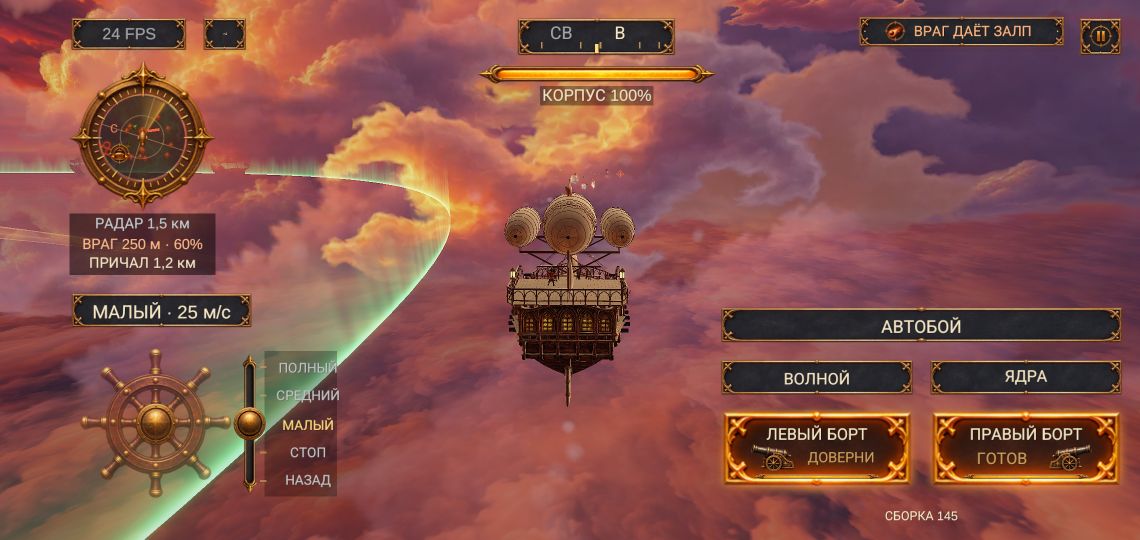 24 FPS
СВ В
ВРАГ ДАЁТ ЗАЛП
КОРПУС 100%
С
РАДАР 1,5 км
ВРАГ 250 м · 60%
ПРИЧАЛ 1,2 км
МАЛЫЙ · 25 м/с
ПОЛНЫЙ
СРЕДНИЙ
МАЛЫЙ
СТОП
НАЗАД
АВТОБОЙ
ВОЛНОЙ
ЯДРА
ЛЕВЫЙ БОРТ
ДОВЕРНИ
ПРАВЫЙ БОРТ
ГОТОВ
СБОРКА 145